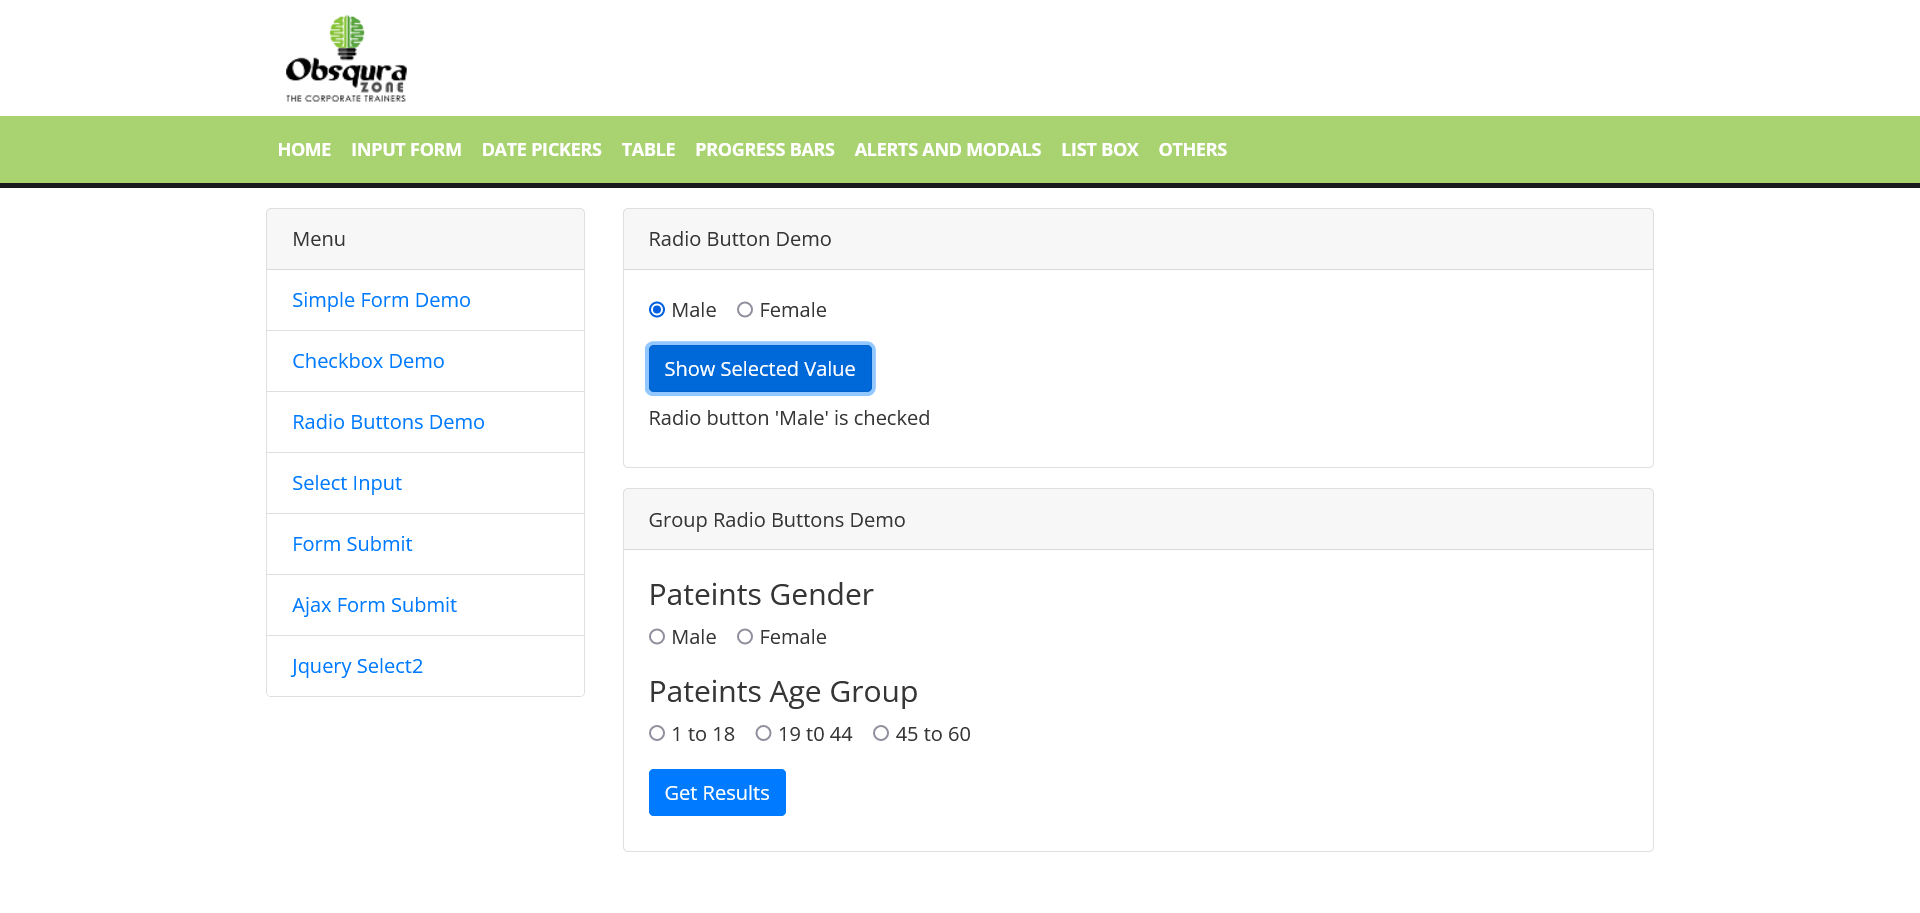 Obsqura
ZONE
THE CORPORATE TRAINERS
HOME INPUT FORM DATE PICKERS TABLE PROGRESS BARS ALERTS AND MODALS LIST BOX OTHERS
Menu
Simple Form Demo
Checkbox Demo
Radio Buttons Demo
Select Input
Form Submit
Ajax Form Submit
Jquery Select2
Radio Button Demo
Male Female
Show Selected Value
Radio button 'Male' is checked
Group Radio Buttons Demo
Pateints Gender
Male Female
Pateints Age Group
1 to 18 19 t0 44 45 to 60
Get Results